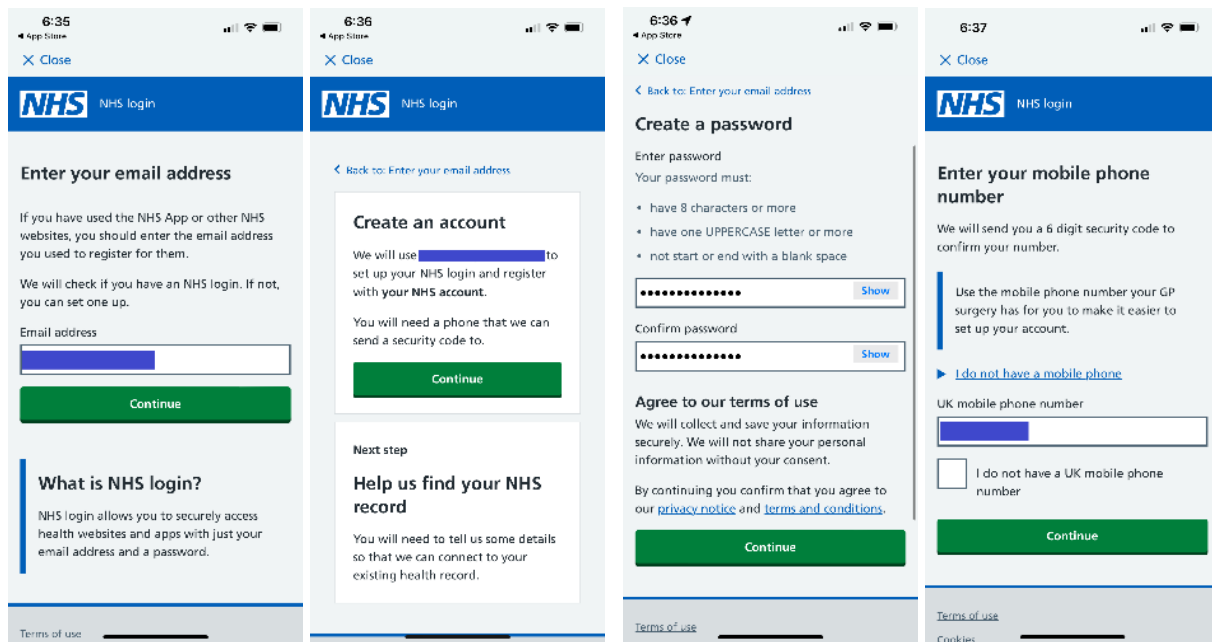 6:35
◀ App Store
X Close
NHS NHS login
Enter your email address
If you have used the NHS App or other NHS
websites, you should enter the email address
you used to register for them.
We will check if you have an NHS login. If not,
you can set one up.
Email address
Continue
What is NHS login?
NHS login allows you to securely access
health websites and apps with just your
email address and a password.
Terms of use
6:36
◀ App Store
X Close
NHS NHS login
Back to: Enter your email address
Create an account
We will use to
set up your NHS login and register
with your NHS account.
You will need a phone that we can
send a security code to.
Continue
Next step
Help us find your NHS
record
You will need to tell us some details
so that we can connect to your
existing health record.
6:36
◀ App Store
X Close
Back to: Enter your email address
Create a password
Enter password
Your password must:
• have 8 characters or more
• have one UPPERCASE letter or more
• not start or end with a blank space
•••••••••••••• Show
Confirm password
•••••••••••••• Show
Agree to our terms of use
We will collect and save your information
securely. We will not share your personal
information without your consent.
By continuing you confirm that you agree to
our privacy notice and terms and conditions.
Continue
Terms of use
6:37
X Close
NHS NHS login
Enter your mobile phone
number
We will send you a 6 digit security code to
confirm your number.
Use the mobile phone number your GP
surgery has for you to make it easier to
set up your account.
I do not have a mobile phone
UK mobile phone number
I do not have a UK mobile phone
number
Continue
Terms of use
Cookies